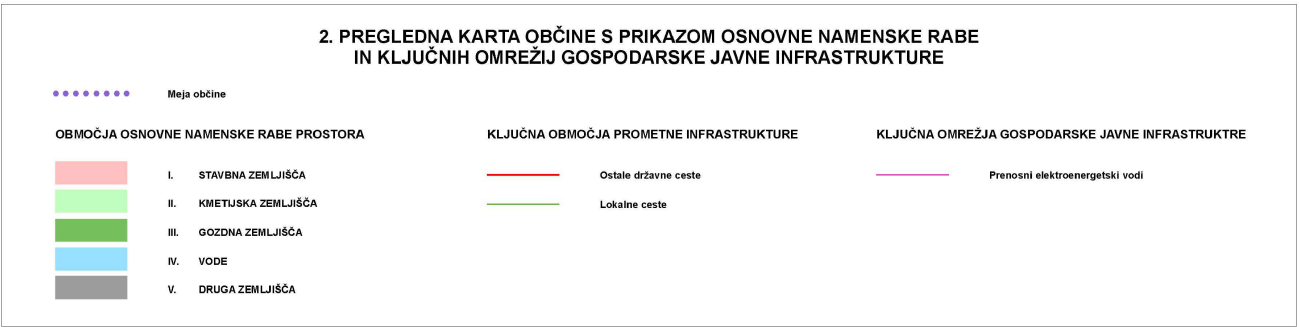 2. PREGLEDNA KARTA OBČINE S PRIKAZOM OSNOVNE NAMENSKE RABE
IN KLJUČNIH OMREŽIJ GOSPODARSKE JAVNE INFRASTRUKTURE
Meja občine
OBMOČJA OSNOVNE NAMENSKE RABE PROSTORA
I. STAVBNA ZEMLJIŠČA
II. KMETIJSKA ZEMLJIŠČA
III. GOZDNA ZEMLJIŠČA
IV. VODE
V. DRUGA ZEMLJIŠČA
KLJUČNA OBMOČJA PROMETNE INFRASTRUKTURE
Ostale državne ceste
Lokalne ceste
KLJUČNA OMREŽJA GOSPODARSKE JAVNE INFRASTRUKTRE
Prenosni elektroenergetski vodi